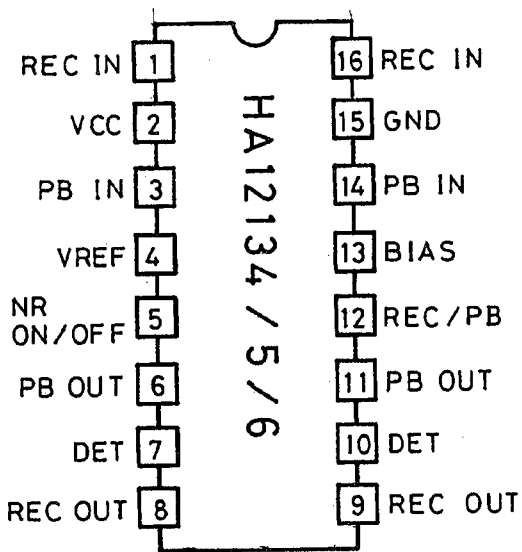 REC IN 1
16 REC IN
VCC 2
15 GND
PB IN 3
14 PB IN
VREF 4
13 BIAS
NR
ON/OFF 5
12 REC/PB
PB OUT 6
11 PB OUT
DET 7
10 DET
REC OUT 8
9 REC OUT
HA12134/5/6